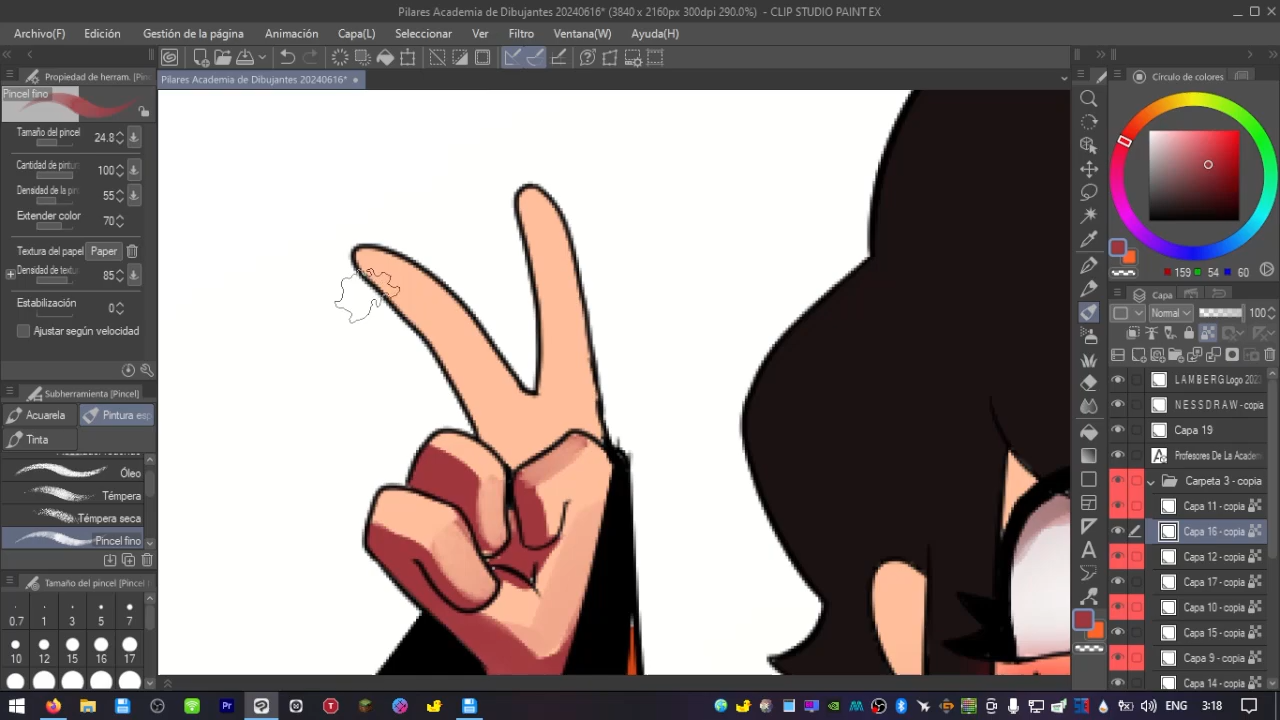 Pilares Academia de Dibujantes 20240616* (3840 x 2160px 300dpi 290.0%)  - CLIP STUDIO PAINT EX
Archivo(F) Edición Gestión de la página Animación Capa(L) Seleccionar Ver Filtro Ventana(W) Ayuda(H)
Propiedad de herram. [Pin
Pilares Academia de Dibujantes 20240616*
Círculo de colores
Pincel fino
Tamaño del pincel 24.8
Cantidad de pintur 100
Densidad de la pin 55
Extender color 70
Textura del papel Paper
Densidad de textu 85
Estabilización 0
Ajustar según velocidad
159 54 60
Capa
Normal 100
Subherramienta [Pincel]
Acuarela Pintura esp
Tinta
Óleo
Témpera
Témpera seca
Pincel fino
Tamaño del pincel [Pincel
0.7 1 3 5 7
10 12 15 16 17
L A M B E R G Logo 202
N E S S D R A W - copia
Capa 19
Profesores De La Academ
Carpeta 3 - copia
Capa 11 - copia
Capa 16 - copia
Capa 12 - copia
Capa 17 - copia
Capa 10 - copia
Capa 15 - copia
Capa 9 - copia
Capa 14 - copia
ENG 3:18